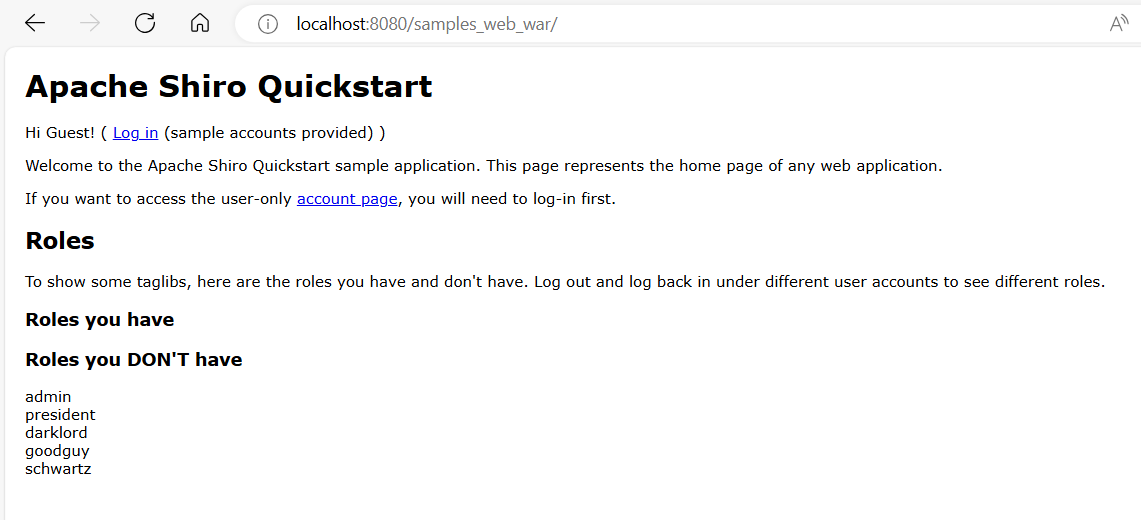 localhost:8080/samples_web_war/
Apache Shiro Quickstart
Hi Guest! ( Log in (sample accounts provided) )
Welcome to the Apache Shiro Quickstart sample application. This page represents the home page of any web application.
If you want to access the user-only account page, you will need to log-in first.
Roles
To show some taglibs, here are the roles you have and don't have. Log out and log back in under different user accounts to see different roles.
Roles you have
Roles you DON'T have
admin
president
darklord
goodguy
schwartz